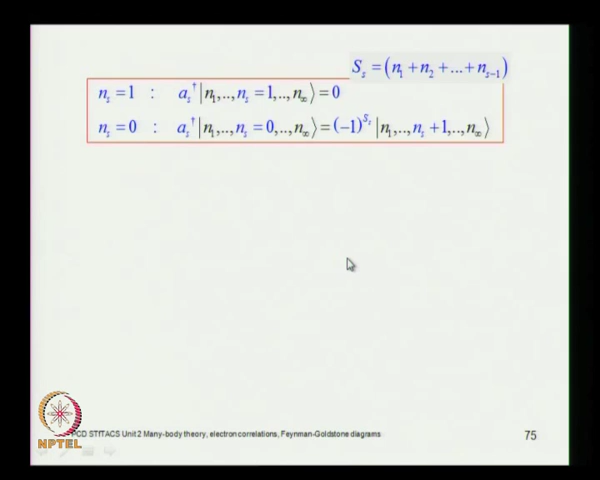 S_s = (n_1 + n_2 + ... + n_{s-1})
n_s = 1 : a_s^† |n_1,..,n_s = 1,..,n_∞⟩ = 0
n_s = 0 : a_s^† |n_1,..,n_s = 0,..,n_∞⟩ = (−1)^{S_s} |n_1,..,n_s + 1,..,n_∞⟩
PCD STiTACS Unit 2 Many-body theory, electron correlations, Feynman-Goldstone diagrams
75
NPTEL